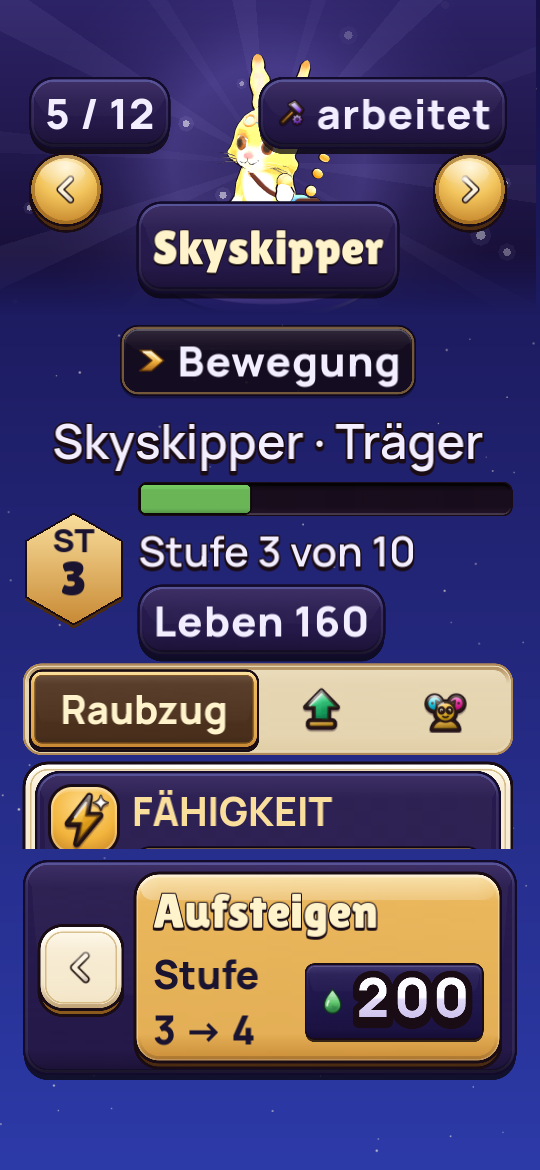 5 / 12
arbeitet
Skyskipper
Bewegung
Skyskipper · Träger
ST
3
Stufe 3 von 10
Leben 160
Raubzug
FÄHIGKEIT
Aufsteigen
Stufe
3 → 4
200